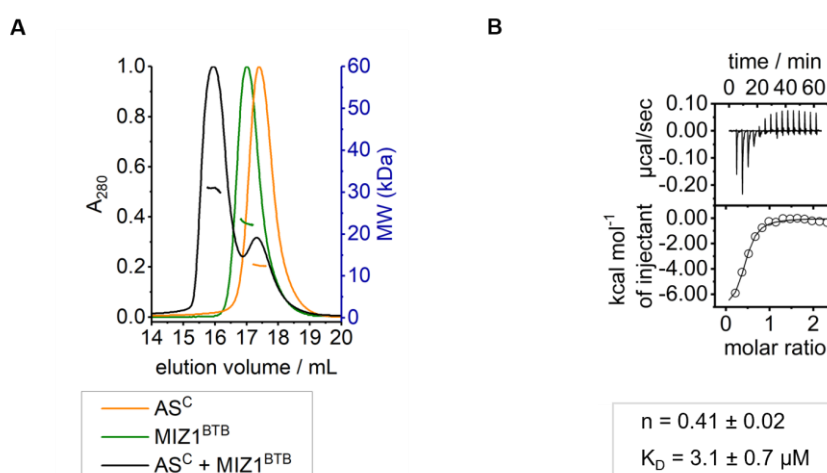 A
B
1.0
0.8
0.6
0.4
0.2
0.0
A280
60
50
40
30
20
10
0
MW (kDa)
14 15 16 17 18 19 20
elution volume / mL
AS^C
MIZ1^BTB
AS^C + MIZ1^BTB
time / min
0 20 40 60
0.10
0.00
-0.10
-0.20
µcal/sec
0.00
-2.00
-4.00
-6.00
kcal mol⁻¹
of injectant
0 1 2
molar ratio
n = 0.41 ± 0.02
K_D = 3.1 ± 0.7 µM